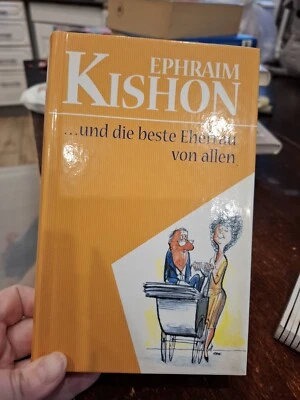 EPHRAIM
KISHON
...und die beste Ehefrau
von allen